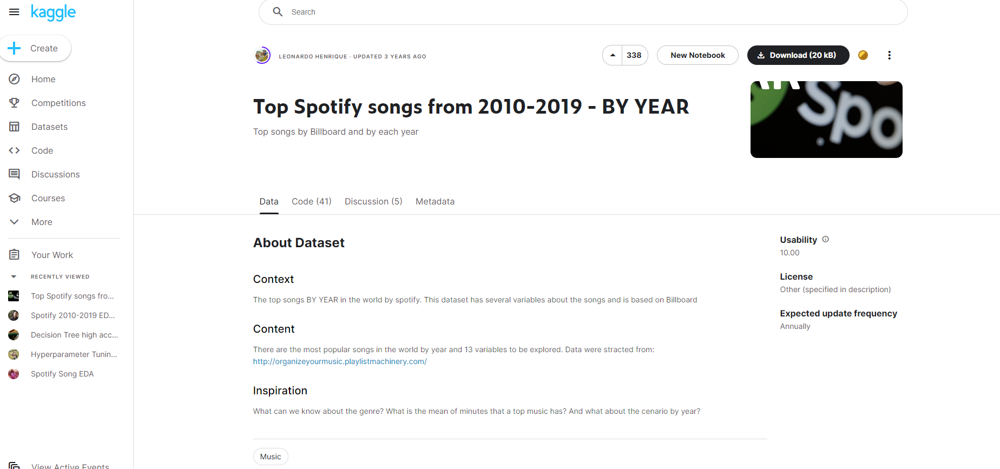 kaggle
Search
Create
Home
Competitions
Datasets
Code
Discussions
Courses
More
Your Work
RECENTLY VIEWED
Top Spotify songs fro...
Spotify 2010-2019 ED...
Decision Tree high acc...
Hyperparameter Tunin...
Spotify Song EDA
View Active Events
LEONARDO HENRIQUE · UPDATED 3 YEARS AGO
338
New Notebook
Download (20 kB)
Top Spotify songs from 2010-2019 - BY YEAR
Top songs by Billboard and by each year
Spo
Data
Code (41)
Discussion (5)
Metadata
About Dataset
Context
The top songs BY YEAR in the world by spotify. This dataset has several variables about the songs and is based on Billboard
Content
There are the most popular songs in the world by year and 13 variables to be explored. Data were stracted from:
http://organizeyourmusic.playlistmachinery.com/
Inspiration
What can we know about the genre? What is the mean of minutes that a top music has? And what about the cenario by year?
Music
Usability
10.00
License
Other (specified in description)
Expected update frequency
Annually